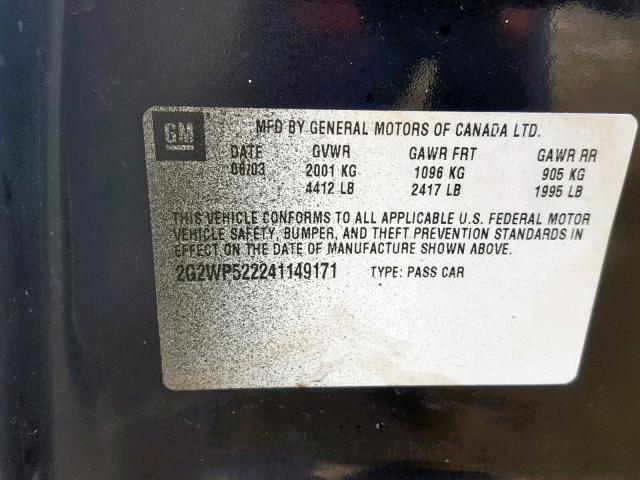 GM
MFD BY GENERAL MOTORS OF CANADA LTD.
DATE GVWR GAWR FRT GAWR RR
06/03 2001 KG 1096 KG 905 KG
4412 LB 2417 LB 1995 LB
THIS VEHICLE CONFORMS TO ALL APPLICABLE U.S. FEDERAL MOTOR
VEHICLE SAFETY, BUMPER, AND THEFT PREVENTION STANDARDS IN
EFFECT ON THE DATE OF MANUFACTURE SHOWN ABOVE.
2G2WP522241149171 TYPE: PASS CAR